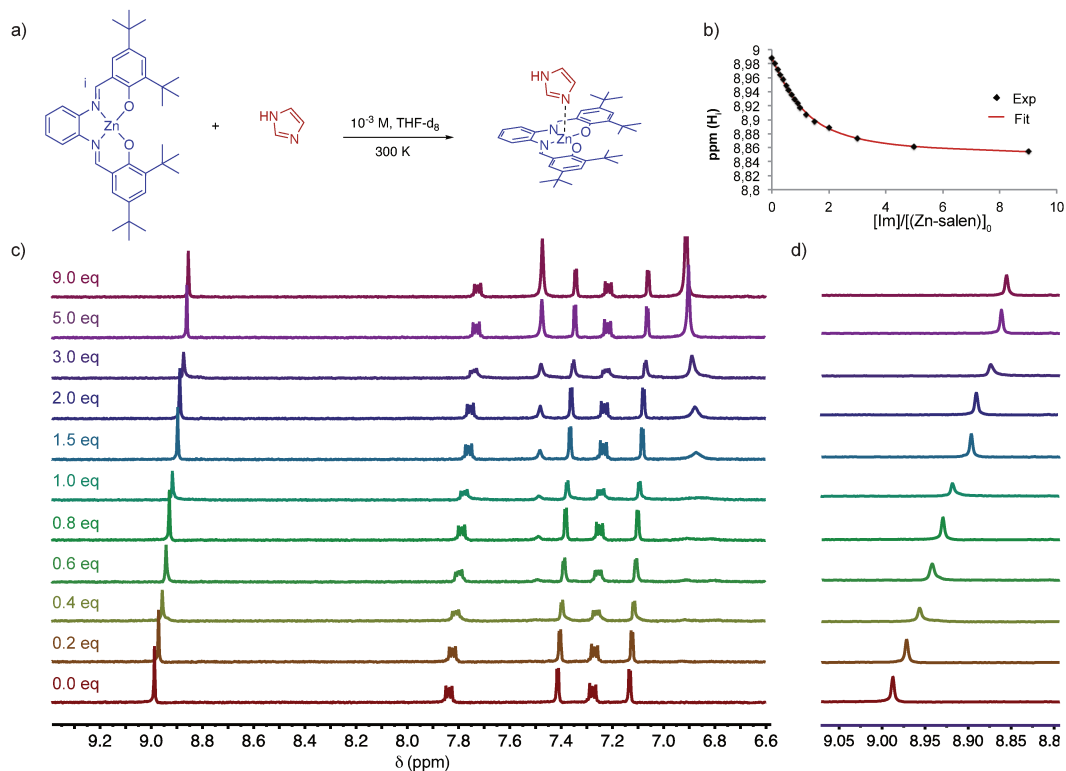 a)
i
N
N
Zn
O
O
+
HN
N
10-3 M, THF-d8
300 K
HN
N
N
N
Zn
O
O
b)
9
8,98
8,96
8,94
8,92
8,9
8,88
8,86
8,84
8,82
8,8
ppm (Hi)
Exp
Fit
0 2 4 6 8 10
[Im]/[(Zn-salen)]0
c)
9.0 eq
5.0 eq
3.0 eq
2.0 eq
1.5 eq
1.0 eq
0.8 eq
0.6 eq
0.4 eq
0.2 eq
0.0 eq
9.2 9.0 8.8 8.6 8.4 8.2 8.0 7.8 7.6 7.4 7.2 7.0 6.8 6.6
δ (ppm)
d)
9.05 9.00 8.95 8.90 8.85 8.8